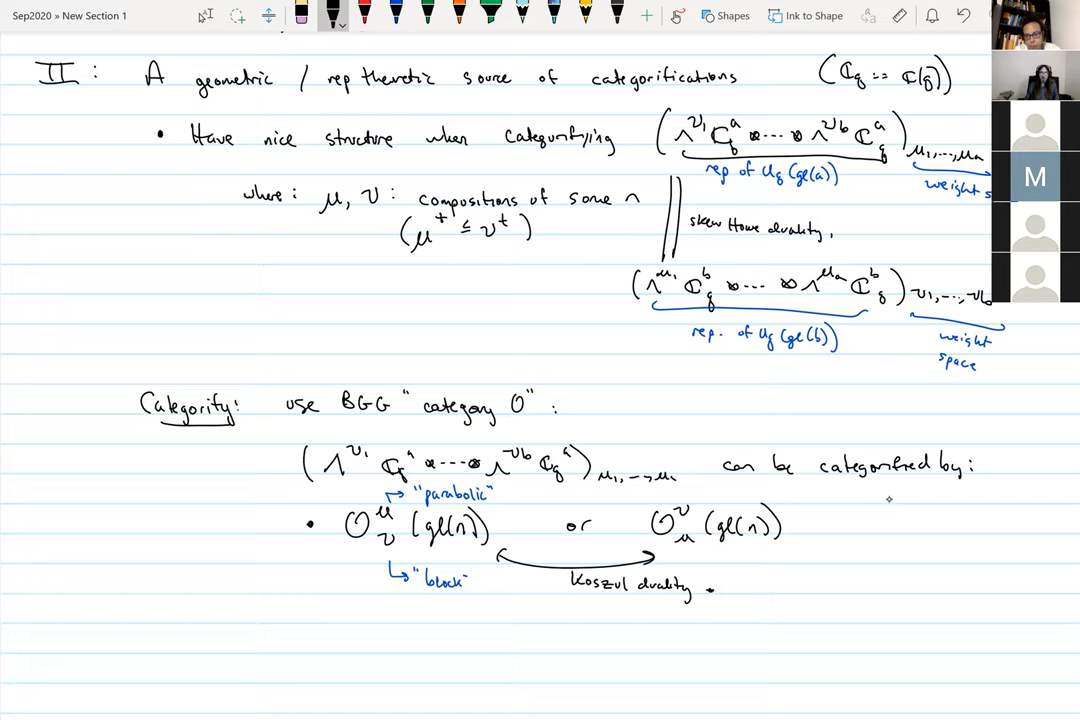 Sep2020 » New Section 1
Shapes
Ink to Shape
II : A geometric / rep theoretic source of categorifications (ℂq := ℂ(q))
• Have nice structure when categorifying (Λ^ν1 ℂq^a ⊗ ··· ⊗ Λ^νb ℂq^a)μ1,...,μa
rep of Uq(gl(a))
weight s
where : μ, ν : compositions of some n
(μ^+ ≤ ν^t)
skew Howe duality,
(Λ^μ1 ℂq^b ⊗ ··· ⊗ Λ^μa ℂq^b)ν1,...,νb
rep. of Uq(gl(b))
weight space
Categorify: use BGG "category O" :
(Λ^ν1 ℂq^a ⊗ ··· ⊗ Λ^νb ℂq^a)μ1,...,μa can be categorified by:
↪ "parabolic"
• O^μ_ν (gl(n)) or O^ν_μ (gl(n))
↪ "block"
Koszul duality .
M